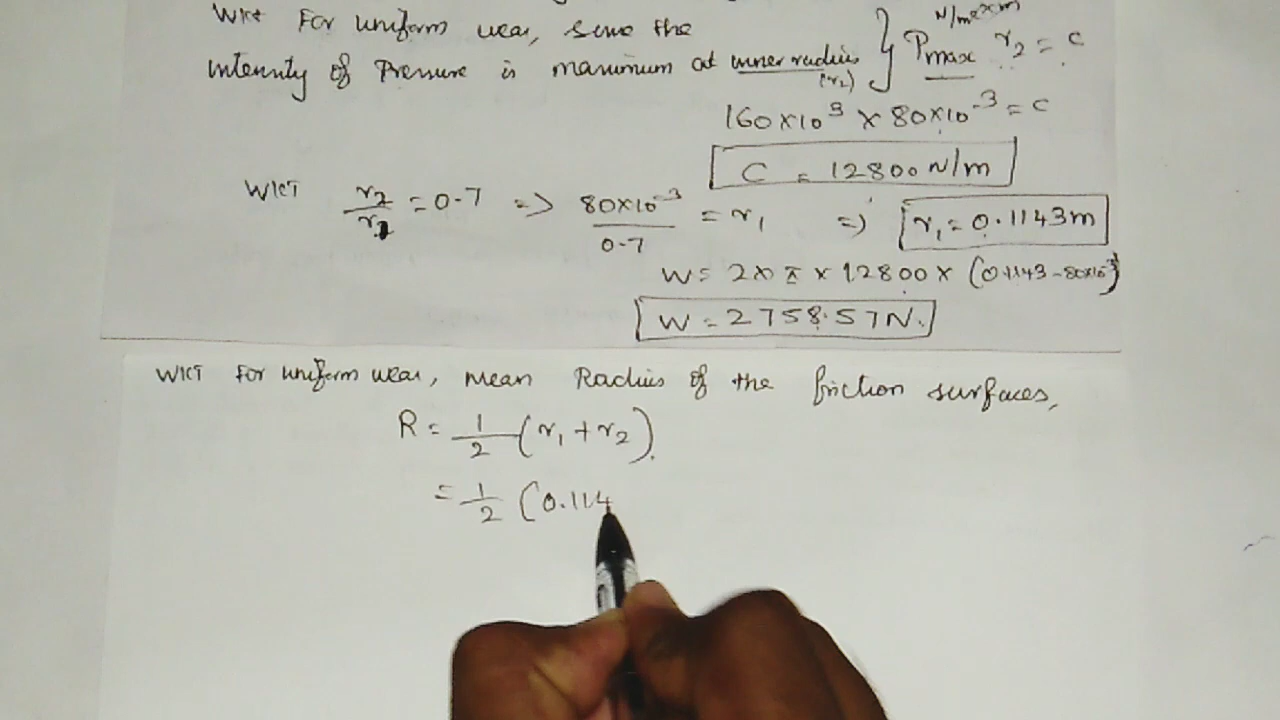 WKT For uniform wear, since the
intensity of Pressure is maximum at inner radius } Pmax r2 = C
(r2)
N/m²×m
160×10³ × 80×10⁻³ = C
C = 12800 N/m
WKT r2/r1 = 0.7 => 80×10⁻³/0.7 = r1 => r1 = 0.1143m
W = 2×π × 12800 × (0.1143-80×10⁻³)
W = 2758.57N.
WKT For uniform wear, mean Radius of the friction surfaces,
R = 1/2 (r1 + r2).
= 1/2 (0.114